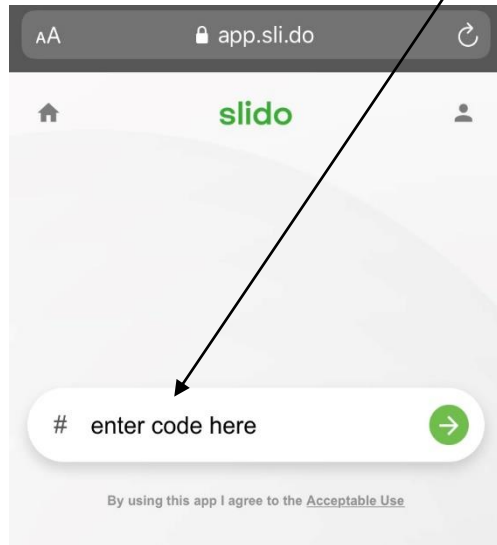 AA app.sli.do
slido
# enter code here
By using this app I agree to the Acceptable Use